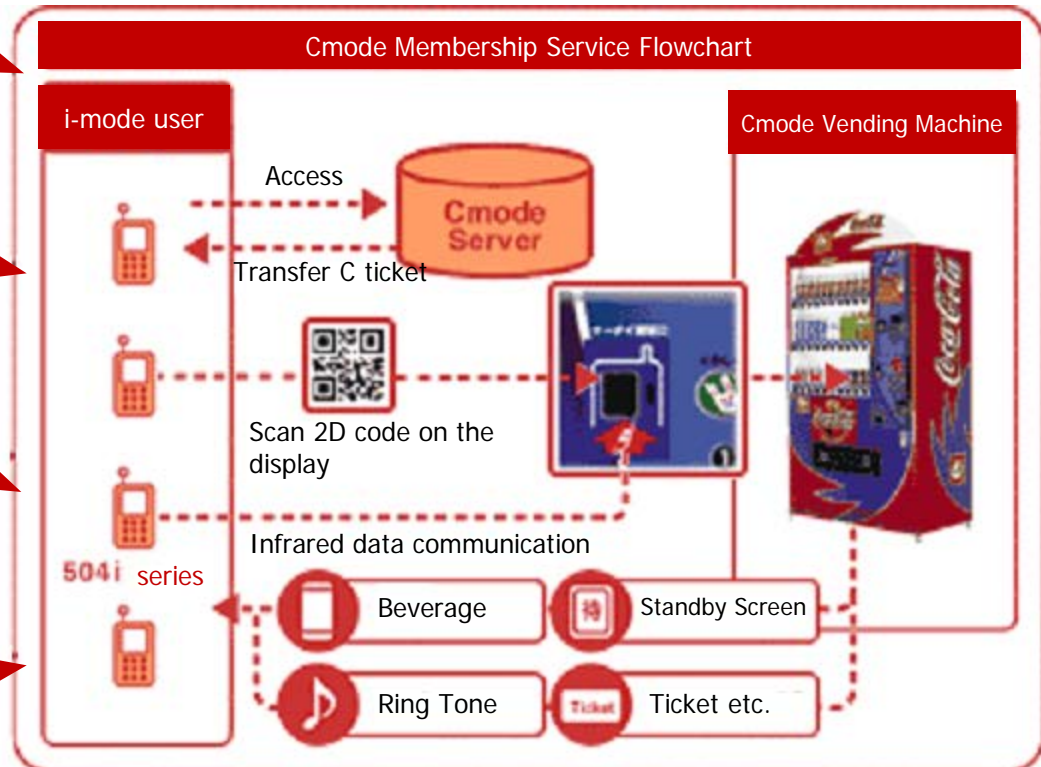 Cmode Membership Service Flowchart
i-mode user
Cmode Vending Machine
Access
Cmode
Server
Transfer C ticket
Scan 2D code on the
display
Infrared data communication
504i series
Beverage
待
Standby Screen
Ring Tone
Ticket
Ticket etc.
Coca-Cola